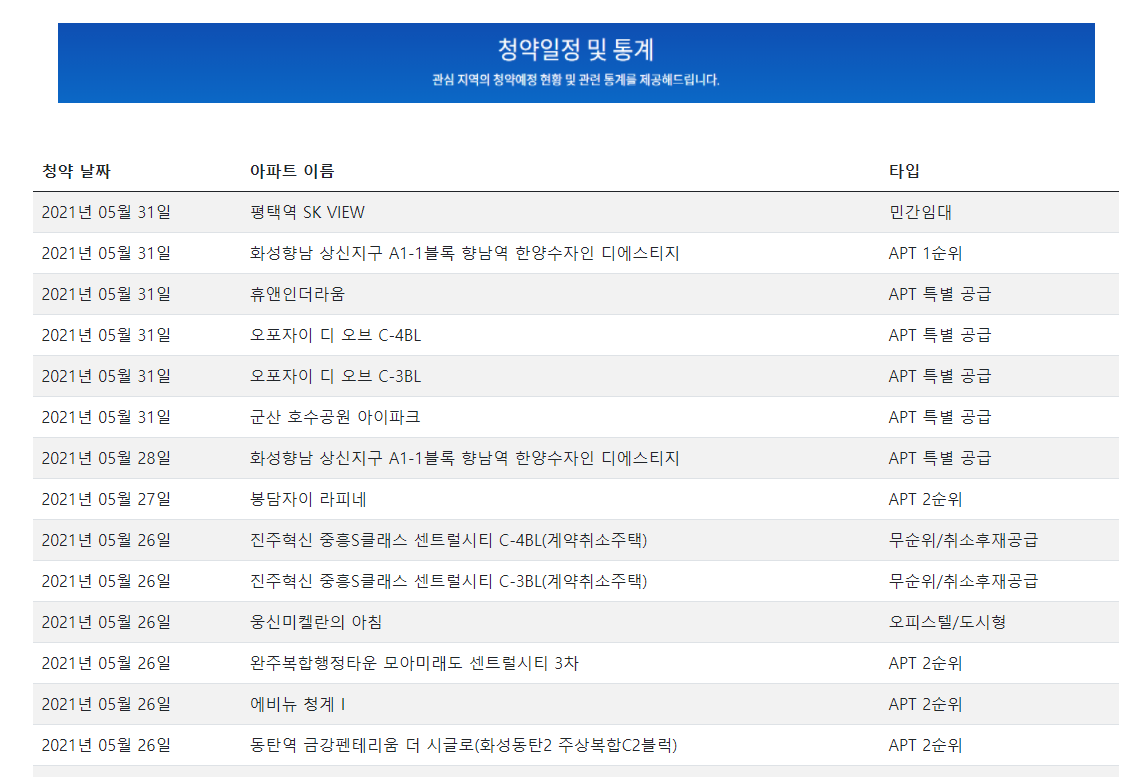 청약일정 및 통계
관심 지역의 청약예정 현황 및 관련 통계를 제공해드립니다.
청약 날짜 아파트 이름 타입
2021년 05월 31일 평택역 SK VIEW 민간임대
2021년 05월 31일 화성향남 상신지구 A1-1블록 향남역 한양수자인 디에스티지 APT 1순위
2021년 05월 31일 휴앤인더라움 APT 특별 공급
2021년 05월 31일 오포자이 디 오브 C-4BL APT 특별 공급
2021년 05월 31일 오포자이 디 오브 C-3BL APT 특별 공급
2021년 05월 31일 군산 호수공원 아이파크 APT 특별 공급
2021년 05월 28일 화성향남 상신지구 A1-1블록 향남역 한양수자인 디에스티지 APT 특별 공급
2021년 05월 27일 봉담자이 라피네 APT 2순위
2021년 05월 26일 진주혁신 중흥S클래스 센트럴시티 C-4BL(계약취소주택) 무순위/취소후재공급
2021년 05월 26일 진주혁신 중흥S클래스 센트럴시티 C-3BL(계약취소주택) 무순위/취소후재공급
2021년 05월 26일 웅신미켈란의 아침 오피스텔/도시형
2021년 05월 26일 완주복합행정타운 모아미래도 센트럴시티 3차 APT 2순위
2021년 05월 26일 에비뉴 청계 I APT 2순위
2021년 05월 26일 동탄역 금강펜테리움 더 시글로(화성동탄2 주상복합C2블럭) APT 2순위